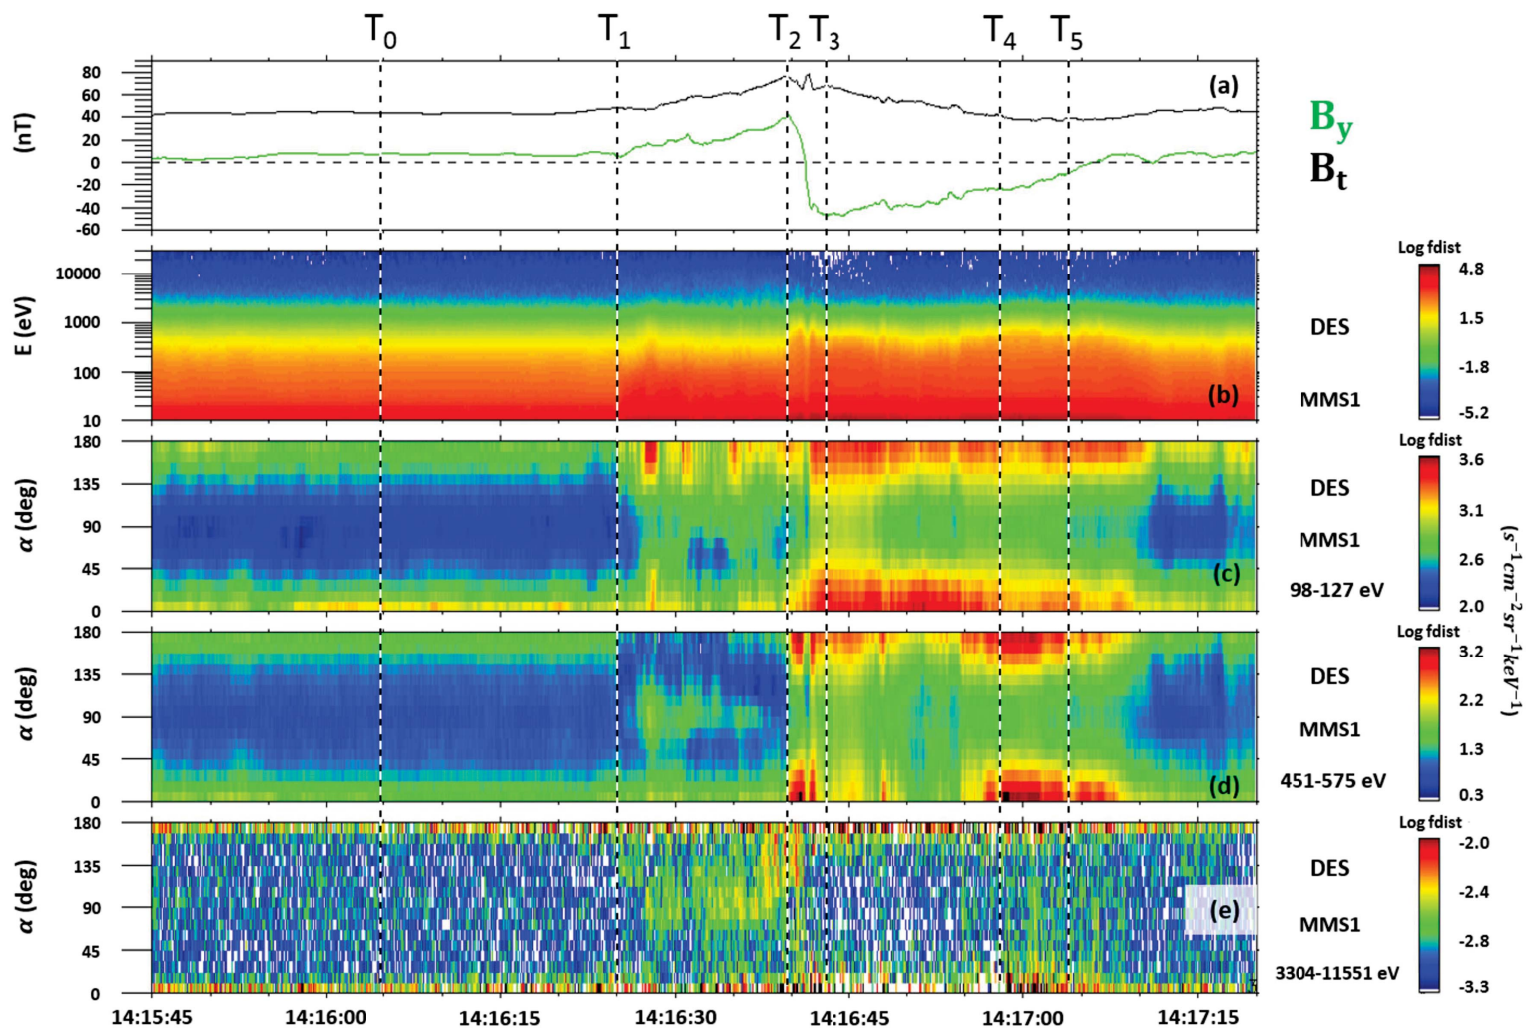 T0 T1 T2 T3 T4 T5
80
60
40
20
0
-20
-40
-60
(nT)
(a)
By
Bt
Log fdist
10000
1000
100
10
E (eV)
(b)
DES
MMS1
4.8
1.5
-1.8
-5.2
180
135
90
45
0
α (deg)
(c)
Log fdist
DES
MMS1
98-127 eV
3.6
3.1
2.6
2.0
(s⁻¹cm⁻²sr⁻¹keV⁻¹)
180
135
90
45
0
α (deg)
(d)
Log fdist
DES
MMS1
451-575 eV
3.2
2.2
1.3
0.3
180
135
90
45
0
α (deg)
(e)
Log fdist
DES
MMS1
3304-11551 eV
-2.0
-2.4
-2.8
-3.3
14:15:45 14:16:00 14:16:15 14:16:30 14:16:45 14:17:00 14:17:15